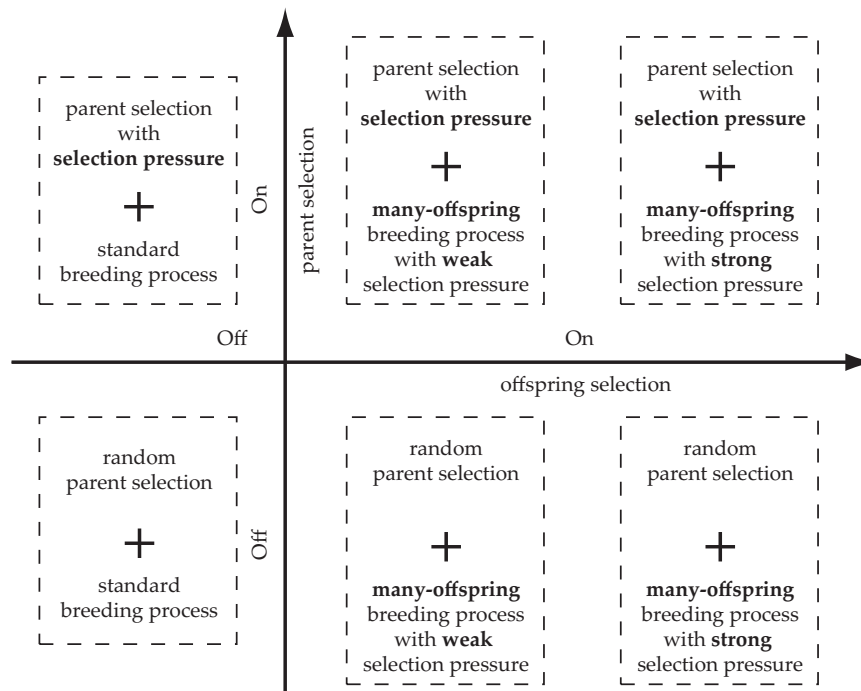 parent selection
with
selection pressure
+
standard
breeding process
On
parent selection
parent selection
with
selection pressure
+
many-offspring
breeding process
with weak
selection pressure
parent selection
with
selection pressure
+
many-offspring
breeding process
with strong
selection pressure
Off
On
offspring selection
random
parent selection
+
standard
breeding process
Off
random
parent selection
+
many-offspring
breeding process
with weak
selection pressure
random
parent selection
+
many-offspring
breeding process
with strong
selection pressure